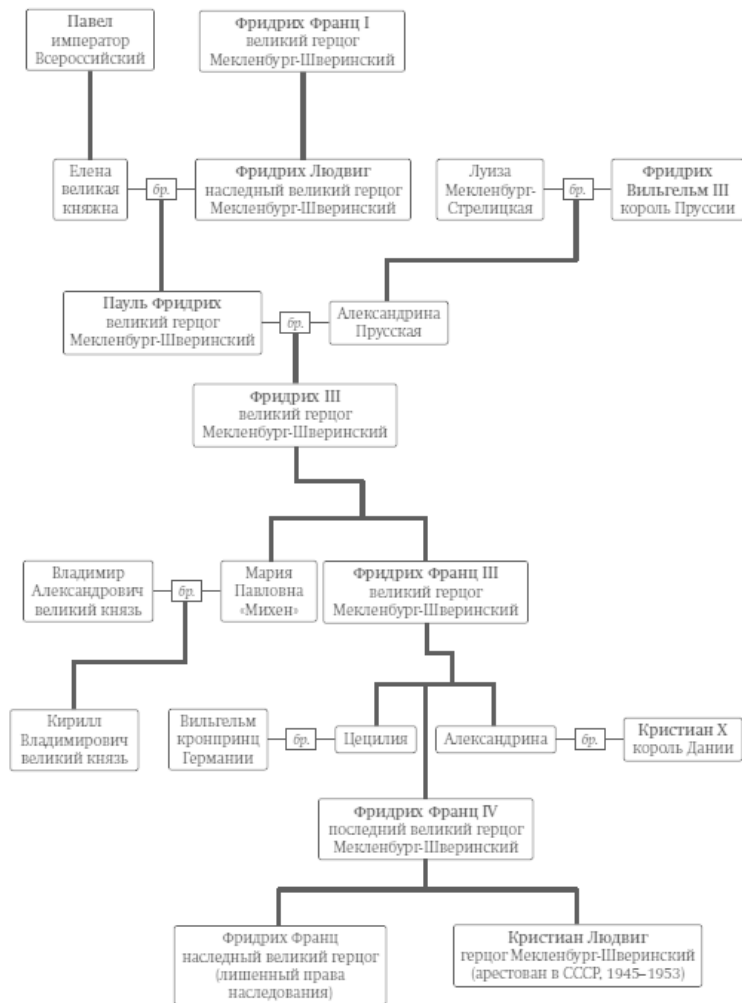 Павел
император
Всероссийский
Фридрих Франц I
великий герцог
Мекленбург-Шверинский
Елена
великая
княжна
бр.
Фридрих Людвиг
наследный великий герцог
Мекленбург-Шверинский
Луиза
Мекленбург-
Стрелицкая
бр.
Фридрих
Вильгельм III
король Пруссии
Пауль Фридрих
великий герцог
Мекленбург-Шверинский
бр.
Александрина
Прусская
Фридрих III
великий герцог
Мекленбург-Шверинский
Владимир
Александрович
великий князь
бр.
Мария
Павловна
«Михен»
Фридрих Франц III
великий герцог
Мекленбург-Шверинский
Кирилл
Владимирович
великий князь
Вильгельм
кронпринц
Германии
бр.
Цецилия
Александрина
бр.
Кристиан X
король Дании
Фридрих Франц IV
последний великий герцог
Мекленбург-Шверинский
Фридрих Франц
наследный великий герцог
(лишенный права
наследования)
Кристиан Людвиг
герцог Мекленбург-Шверинский
(арестован в СССР, 1945–1953)